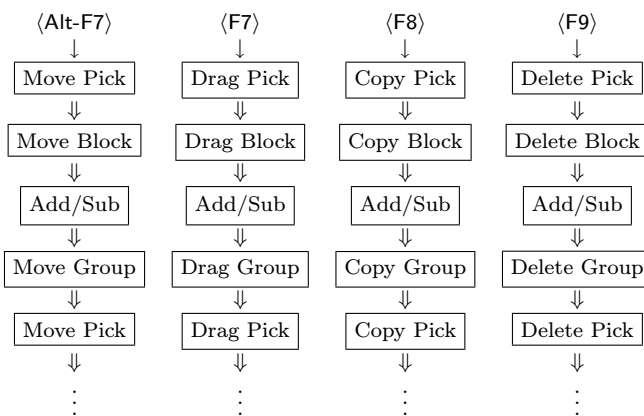 ⟨Alt-F7⟩ ⟨F7⟩ ⟨F8⟩ ⟨F9⟩
↓ ↓ ↓ ↓
Move Pick Drag Pick Copy Pick Delete Pick
⇓ ⇓ ⇓ ⇓
Move Block Drag Block Copy Block Delete Block
⇓ ⇓ ⇓ ⇓
Add/Sub Add/Sub Add/Sub Add/Sub
⇓ ⇓ ⇓ ⇓
Move Group Drag Group Copy Group Delete Group
⇓ ⇓ ⇓ ⇓
Move Pick Drag Pick Copy Pick Delete Pick
⇓ ⇓ ⇓ ⇓
⋮ ⋮ ⋮ ⋮